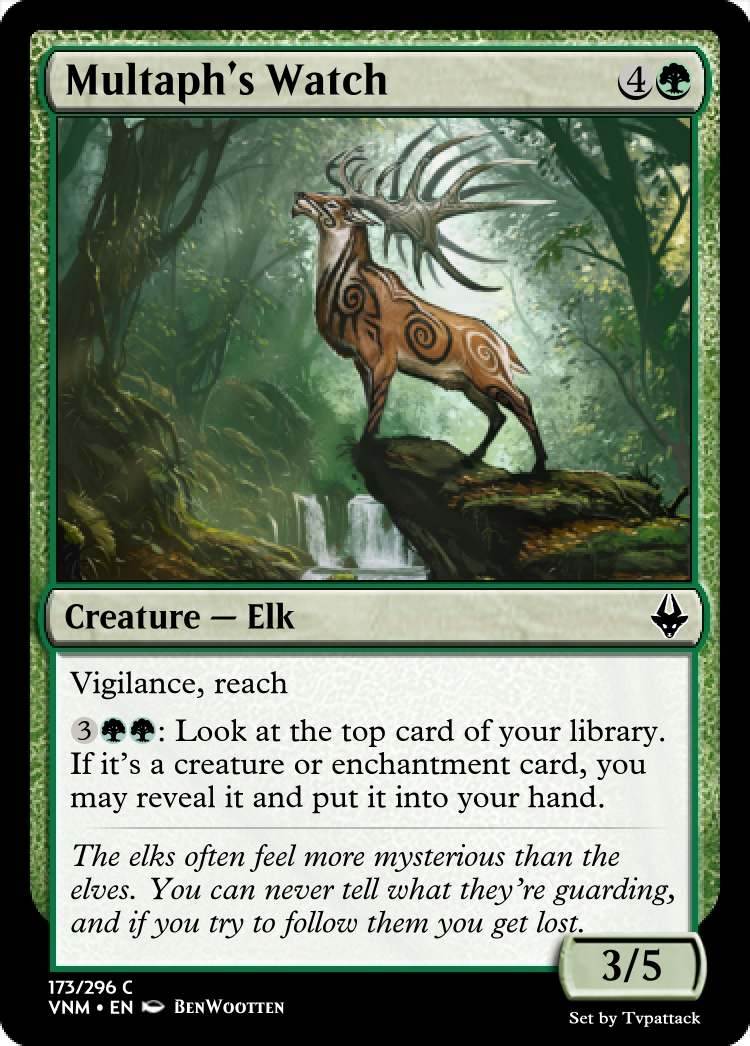 Multaph's Watch 4
Creature — Elk
Vigilance, reach
3: Look at the top card of your library.
If it's a creature or enchantment card, you
may reveal it and put it into your hand.
The elks often feel more mysterious than the
elves. You can never tell what they're guarding,
and if you try to follow them you get lost.
3/5
173/296 C
VNM • EN BenWootten
Set by Tvpattack